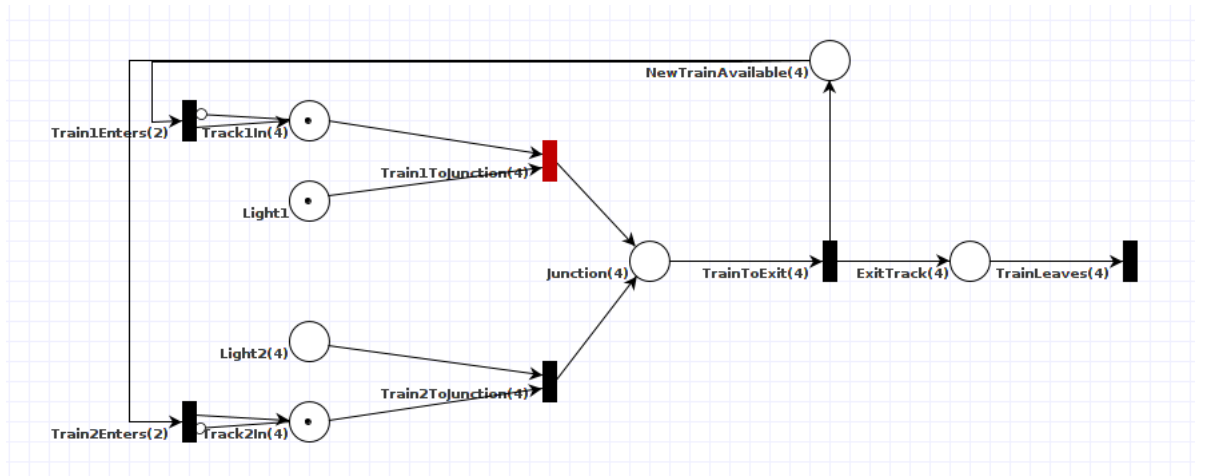 NewTrainAvailable(4)
Train1Enters(2)
Track1In(4)
Train1ToJunction(4)
Light1
Junction(4)
TrainToExit(4)
ExitTrack(4)
TrainLeaves(4)
Light2(4)
Train2ToJunction(4)
Train2Enters(2)
Track2In(4)